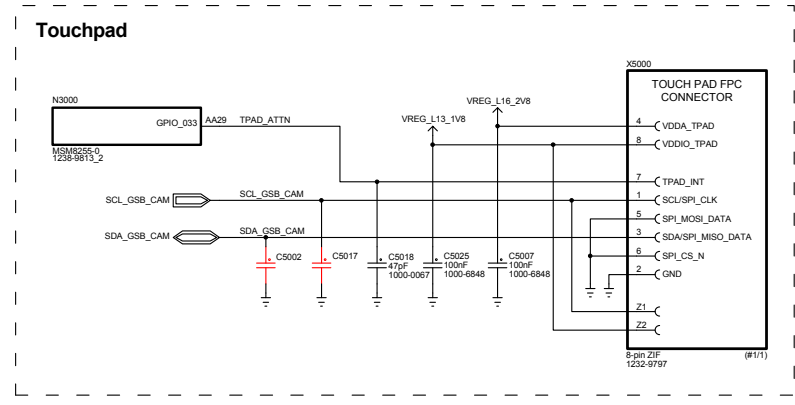 Touchpad
X5000
TOUCH PAD FPC
CONNECTOR
N3000
VREG_L16_2V8
GPIO_033
AA29
TPAD_ATTN
VREG_L13_1V8
4
VDDA_TPAD
8
VDDIO_TPAD
MSM8255-0
1238-9813_2
7
TPAD_INT
SCL_GSB_CAM
SCL_GSB_CAM
1
SCL/SPI_CLK
5
SPI_MOSI_DATA
SDA_GSB_CAM
SDA_GSB_CAM
3
SDA/SPI_MISO_DATA
C5002
C5017
C5018
47pF
1000-0067
C5025
100nF
1000-6848
C5007
100nF
1000-6848
6
SPI_CS_N
2
GND
Z1
Z2
8-pin ZIF
1232-9797
(#1/1)